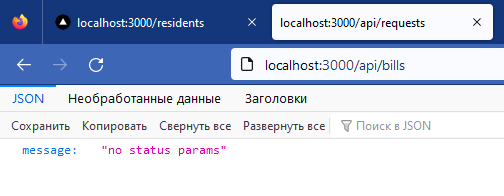 localhost:3000/residents
localhost:3000/api/requests
localhost:3000/api/bills
JSON Необработанные данные Заголовки
Сохранить Копировать Свернуть все Развернуть все Поиск в JSON
message: "no status params"